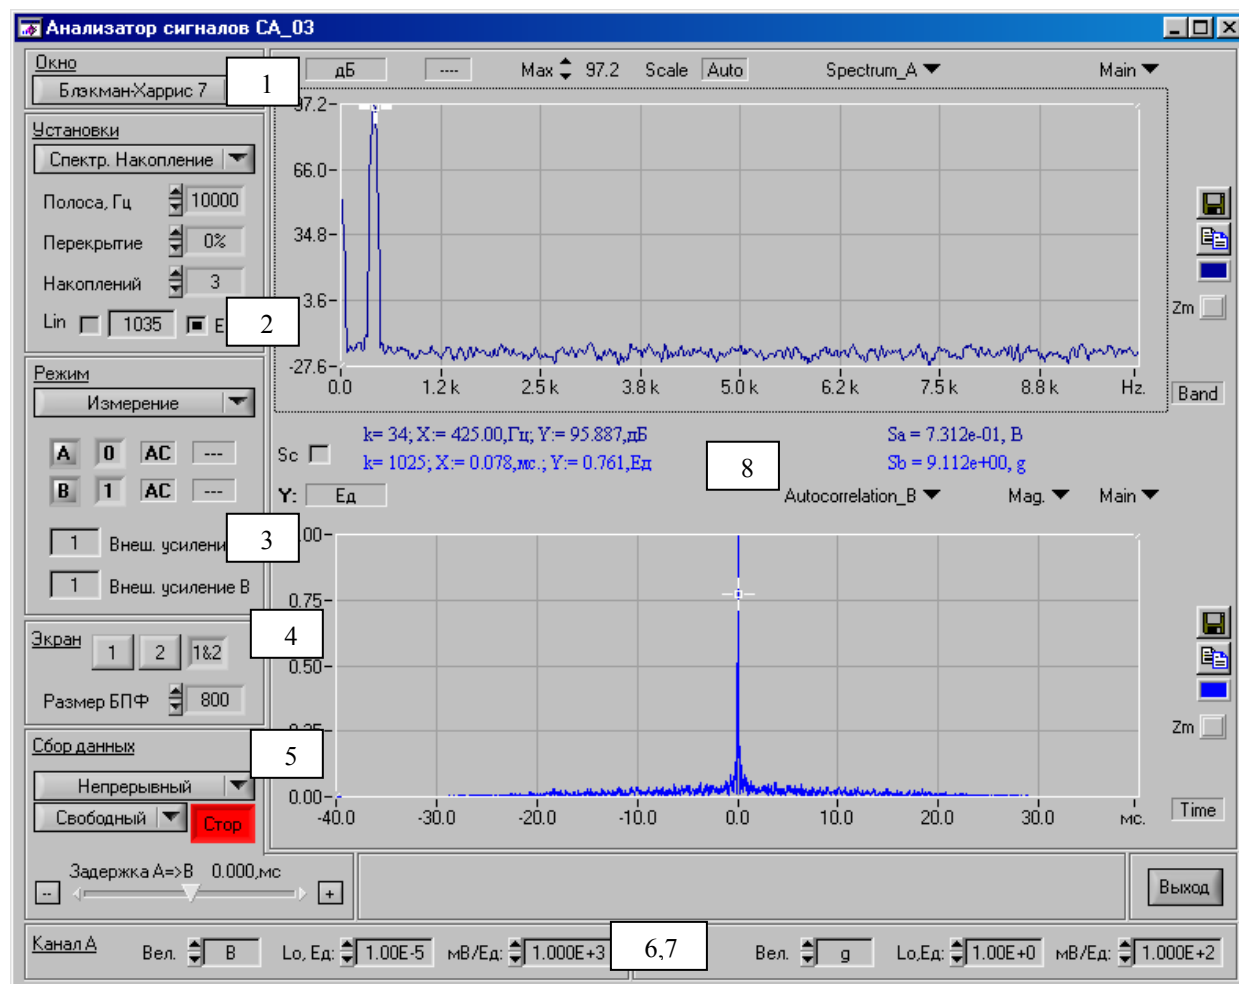 Анализатор сигналов СА_03
Окно
Блэкман-Харрис 7
1
дБ ---- Max 97.2 Scale Auto Spectrum_A Main
97.2
66.0
34.8
3.6
-27.6
0.0 1.2 k 2.5 k 3.8 k 5.0 k 6.2 k 7.5 k 8.8 k Hz.
Установки
Спектр. Накопление
Полоса, Гц 10000
Перекрытие 0%
Накоплений 3
Lin 1035 E
2
Zm
Band
Режим
Измерение
A 0 AC ---
B 1 AC ---
1 Внеш. усилени
3
1 Внеш. усиление В
Sc
k= 34; X:= 425.00,Гц; Y:= 95.887,дБ Sa = 7.312e-01, В
k= 1025; X:= 0.078,мс.; Y:= 0.761,Ед Sb = 9.112e+00, g
8
Y: Ед Autocorrelation_B Mag. Main
.00
0.75
0.50
0.25
0.00
-40.0 -30.0 -20.0 -10.0 0.0 10.0 20.0 30.0 мс.
Zm
Time
Экран
4
1 2 1&2
Размер БПФ 800
Сбор данных
5
Непрерывный
Свободный Стоп
Задержка А=>В 0.000,мс
-- +
Выход
Канал А Вел. В Lo, Ед: 1.00E-5 мВ/Ед: 1.000E+3
6,7
Вел. g Lo,Ед: 1.00E+0 мВ/Ед: 1.000E+2